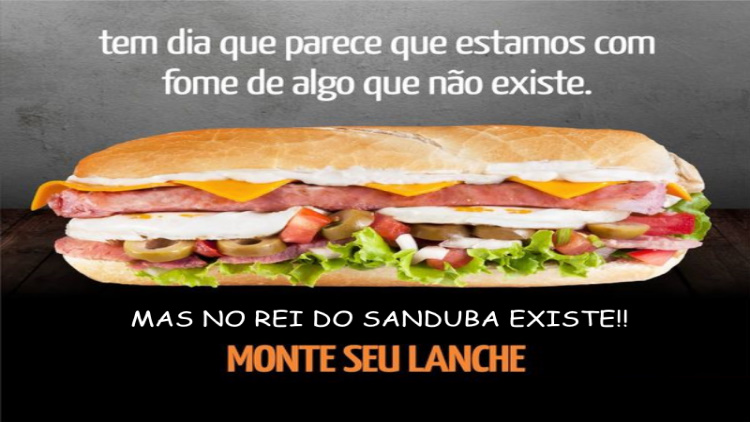 tem dia que parece que estamos com
fome de algo que não existe.
MAS NO REI DO SANDUBA EXISTE!!
MONTE SEU LANCHE